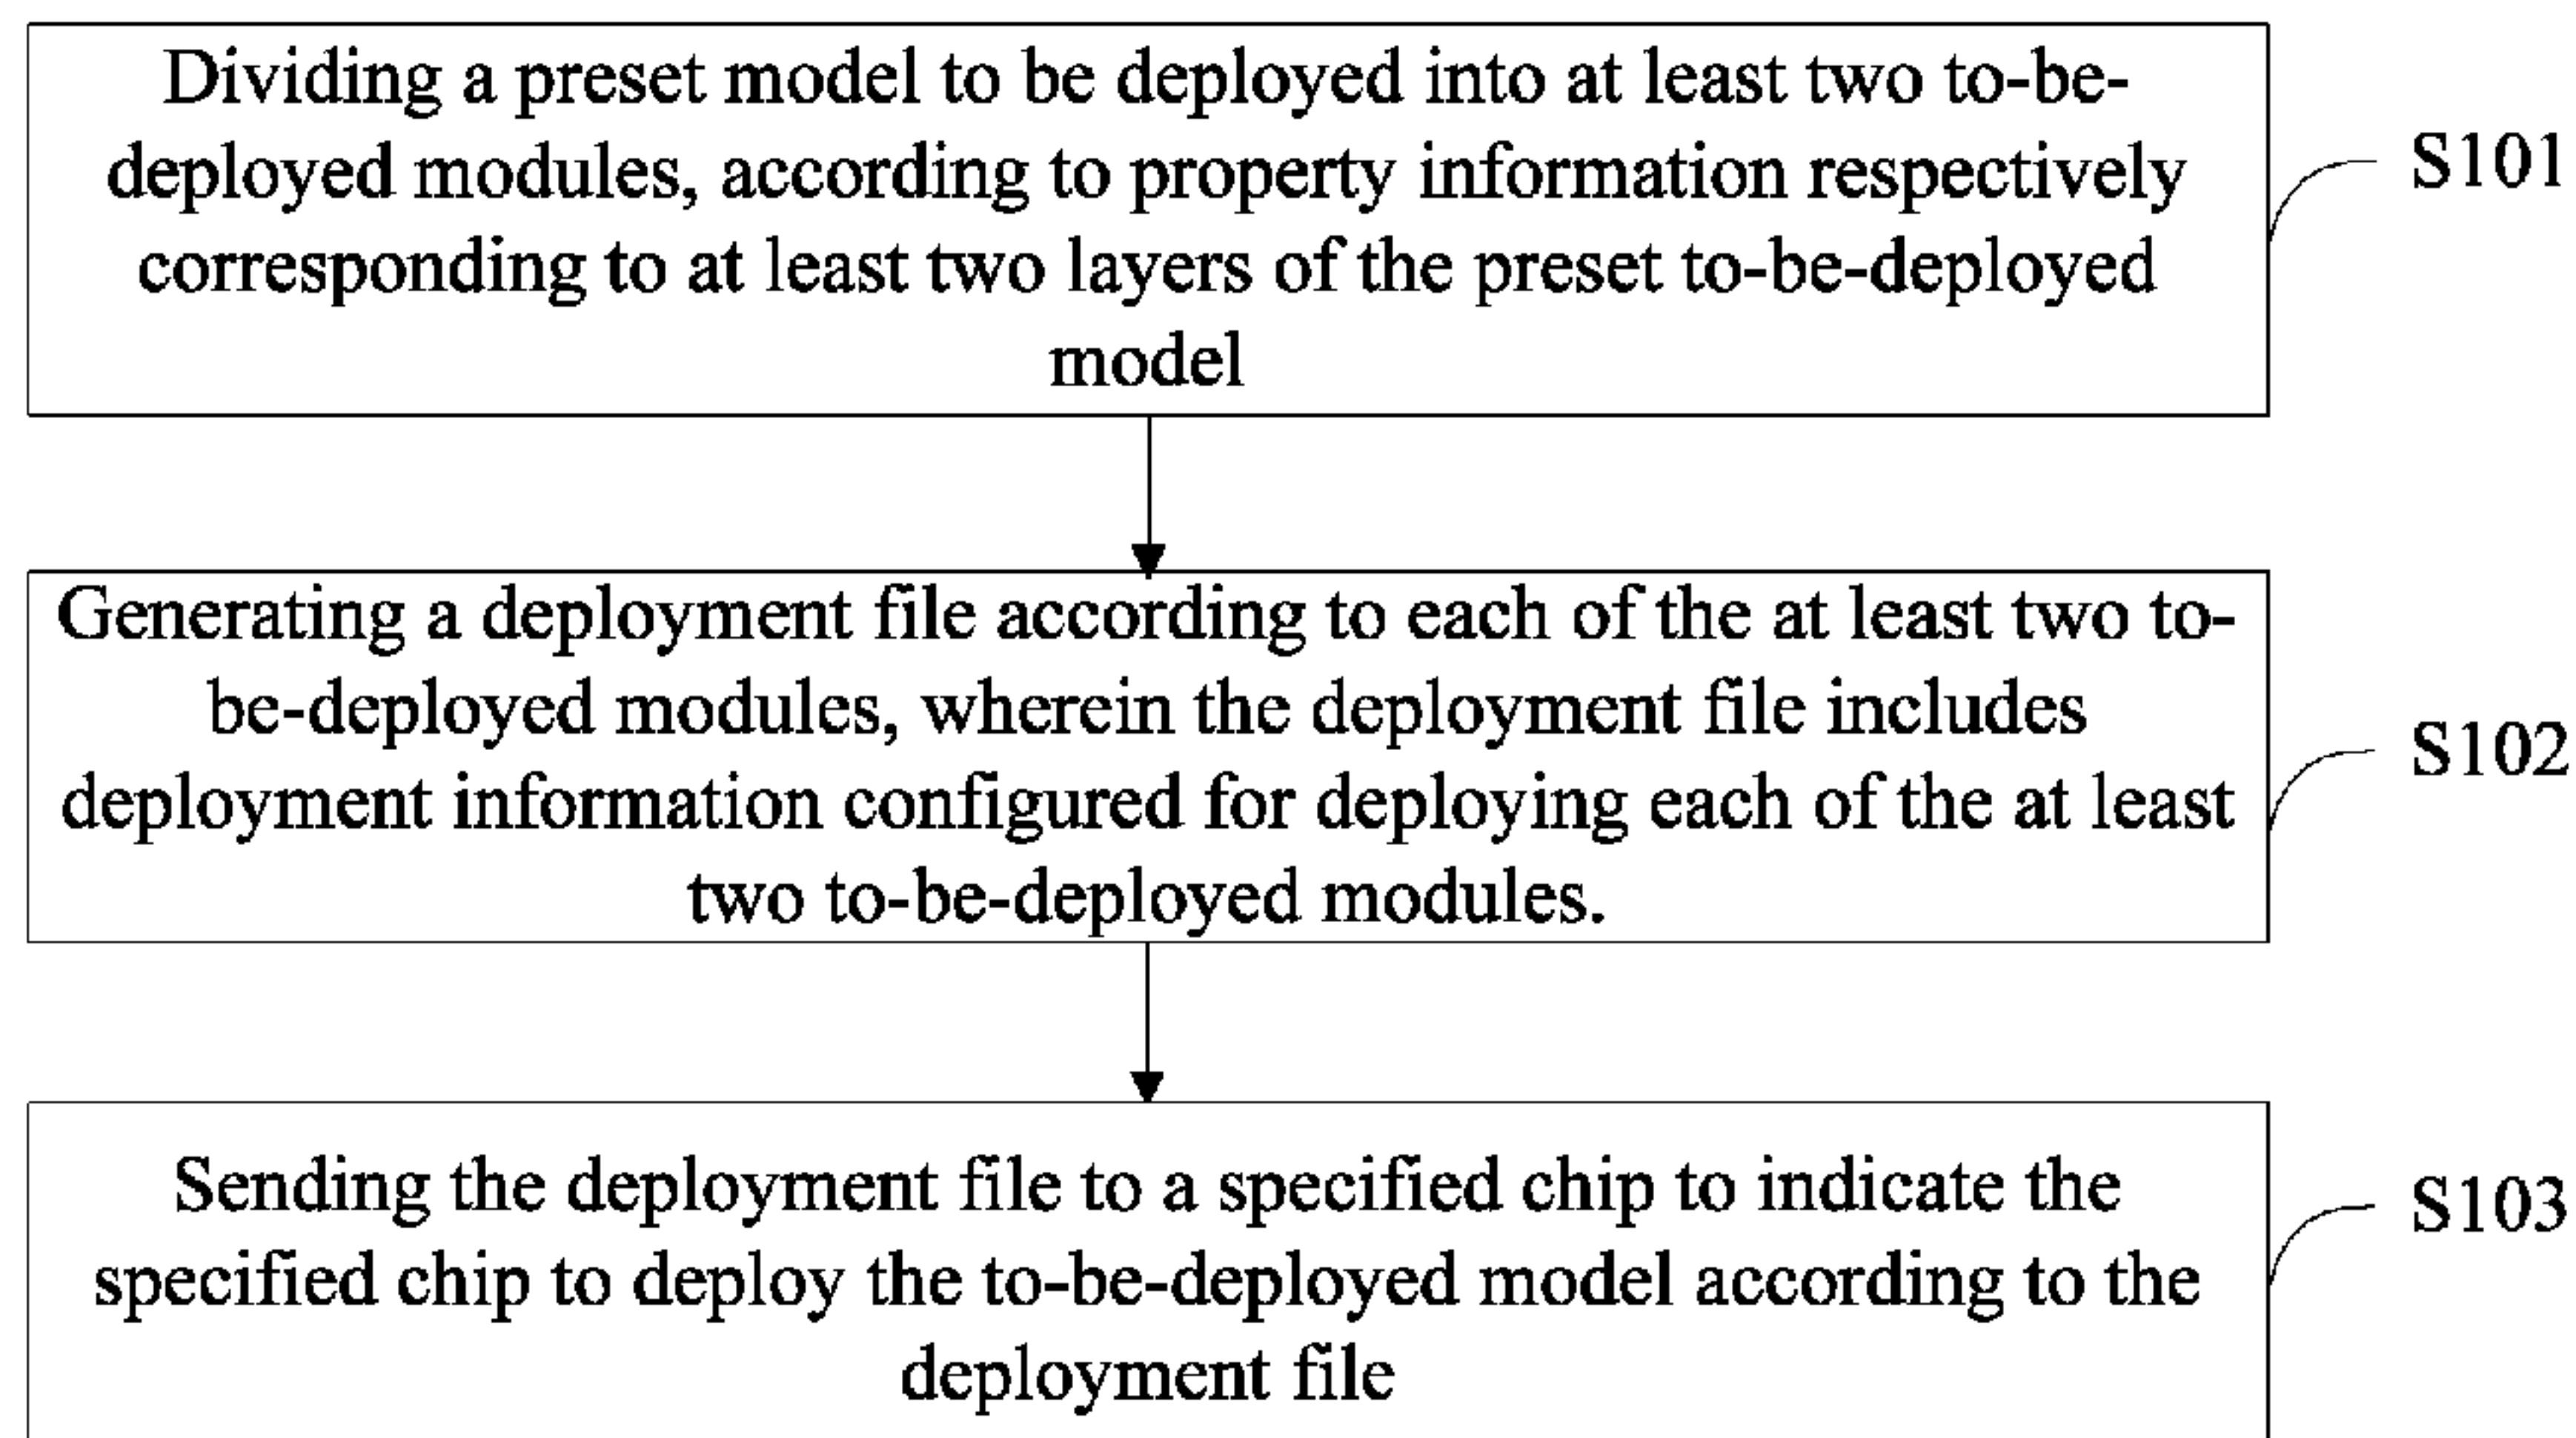 Dividing a preset model to be deployed into at least two to-be-
deployed modules, according to property information respectively
corresponding to at least two layers of the preset to-be-deployed
model
S101
Generating a deployment file according to each of the at least two to-
be-deployed modules, wherein the deployment file includes
deployment information configured for deploying each of the at least
two to-be-deployed modules.
S102
Sending the deployment file to a specified chip to indicate the
specified chip to deploy the to-be-deployed model according to the
deployment file
S103